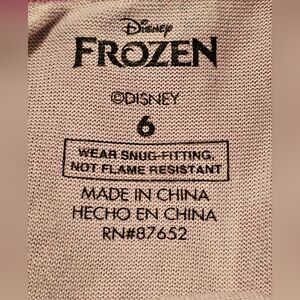 Disney
FROZEN
©DISNEY
6
WEAR SNUG-FITTING,
NOT FLAME RESISTANT
MADE IN CHINA
HECHO EN CHINA
RN#87652